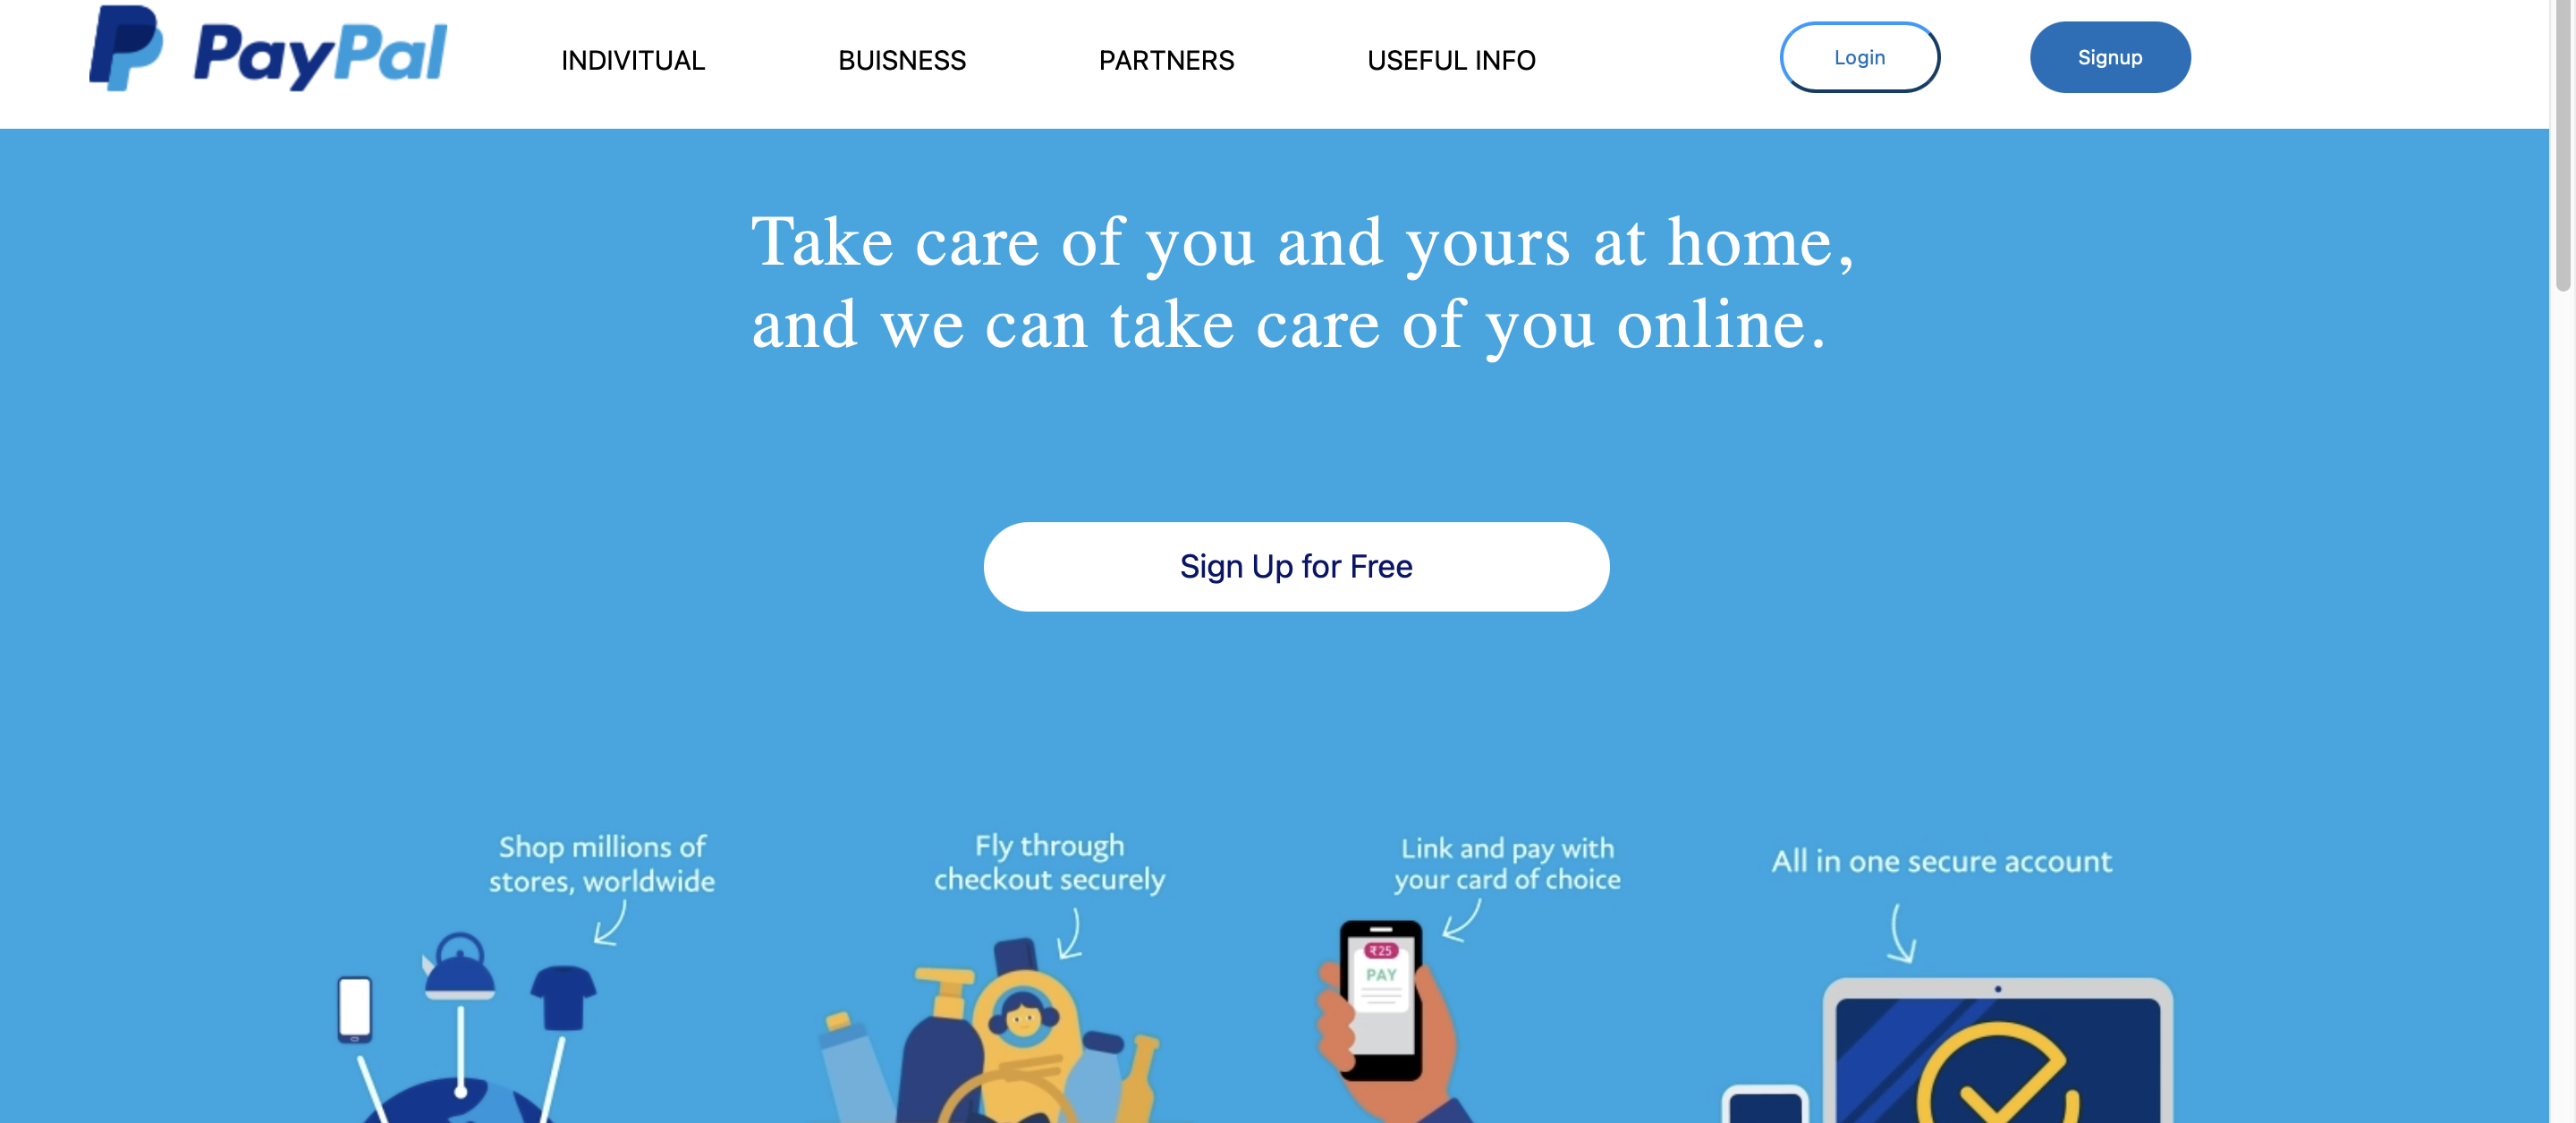 PayPal
INDIVITUAL
BUISNESS
PARTNERS
USEFUL INFO
Login
Signup
Take care of you and yours at home,
and we can take care of you online.
Sign Up for Free
Shop millions of
stores, worldwide
Fly through
checkout securely
Link and pay with
your card of choice
All in one secure account
₹25
PAY